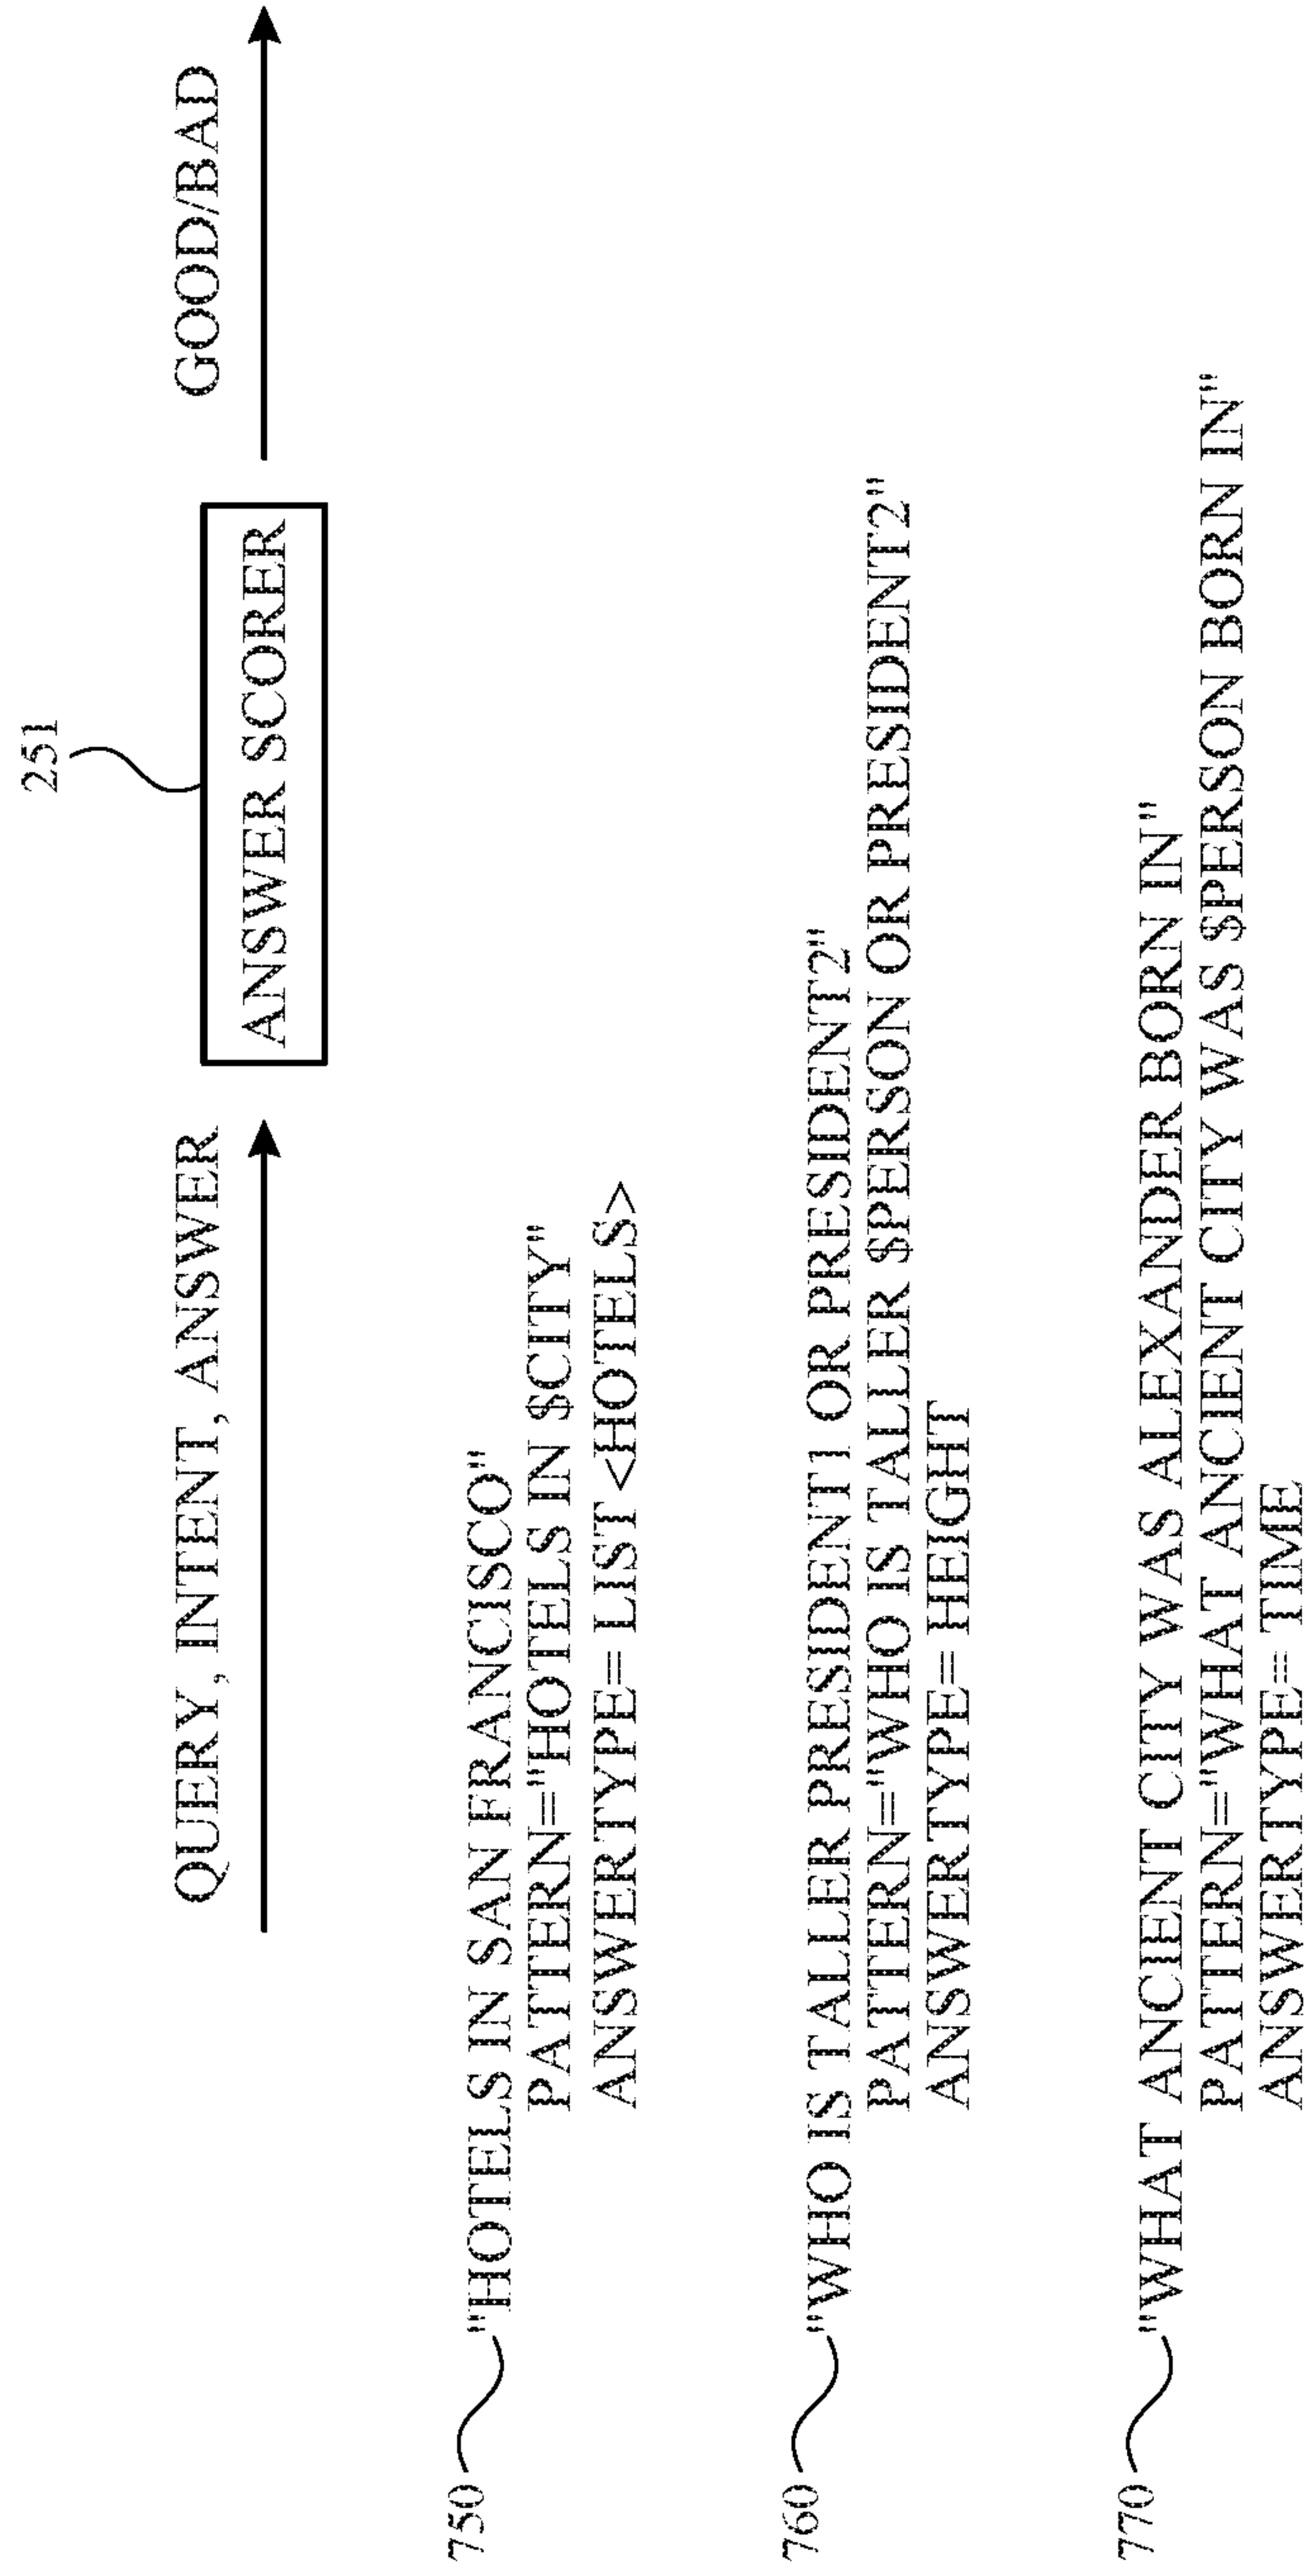 251
QUERY, INTENT, ANSWER
ANSWER SCORER
GOOD/BAD
750
"HOTELS IN SAN FRANCISCO"
PATTERN="HOTELS IN $CITY"
ANSWERTYPE= LIST <HOTELS>
760
"WHO IS TALLER PRESIDENT1 OR PRESIDENT2"
PATTERN="WHO IS TALLER $PERSON OR PRESIDENT2"
ANSWERTYPE= HEIGHT
770
"WHAT ANCIENT CITY WAS ALEXANDER BORN IN"
PATTERN="WHAT ANCIENT CITY WAS $PERSON BORN IN"
ANSWERTYPE= TIME